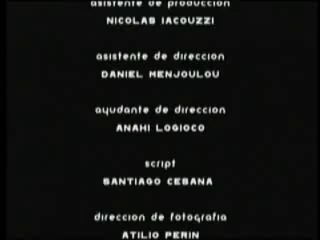 asistente de produccion
NICOLAS IACOUZZI
asistente de direccion
DANIEL MENJOULOU
ayudante de direccion
ANAHI LOGIOCO
script
SANTIAGO CESANA
direccion de fotografia
ATILIO PERIN